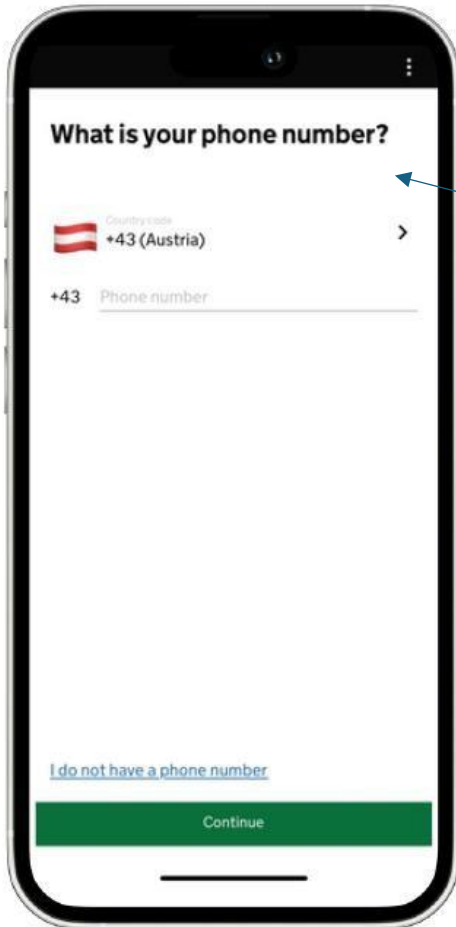 What is your phone number?
Country code
+43 (Austria)
+43 Phone number
I do not have a phone number
Continue